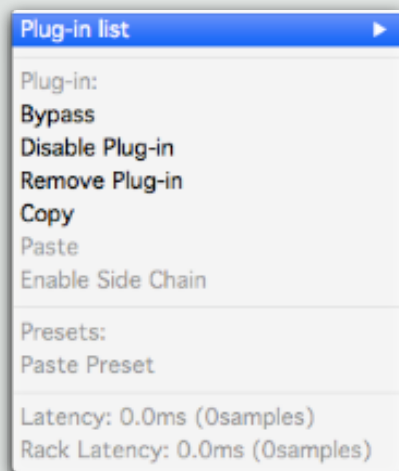 Plug-in list
Plug-in:
Bypass
Disable Plug-in
Remove Plug-in
Copy
Paste
Enable Side Chain
Presets:
Paste Preset
Latency: 0.0ms (0samples)
Rack Latency: 0.0ms (0samples)